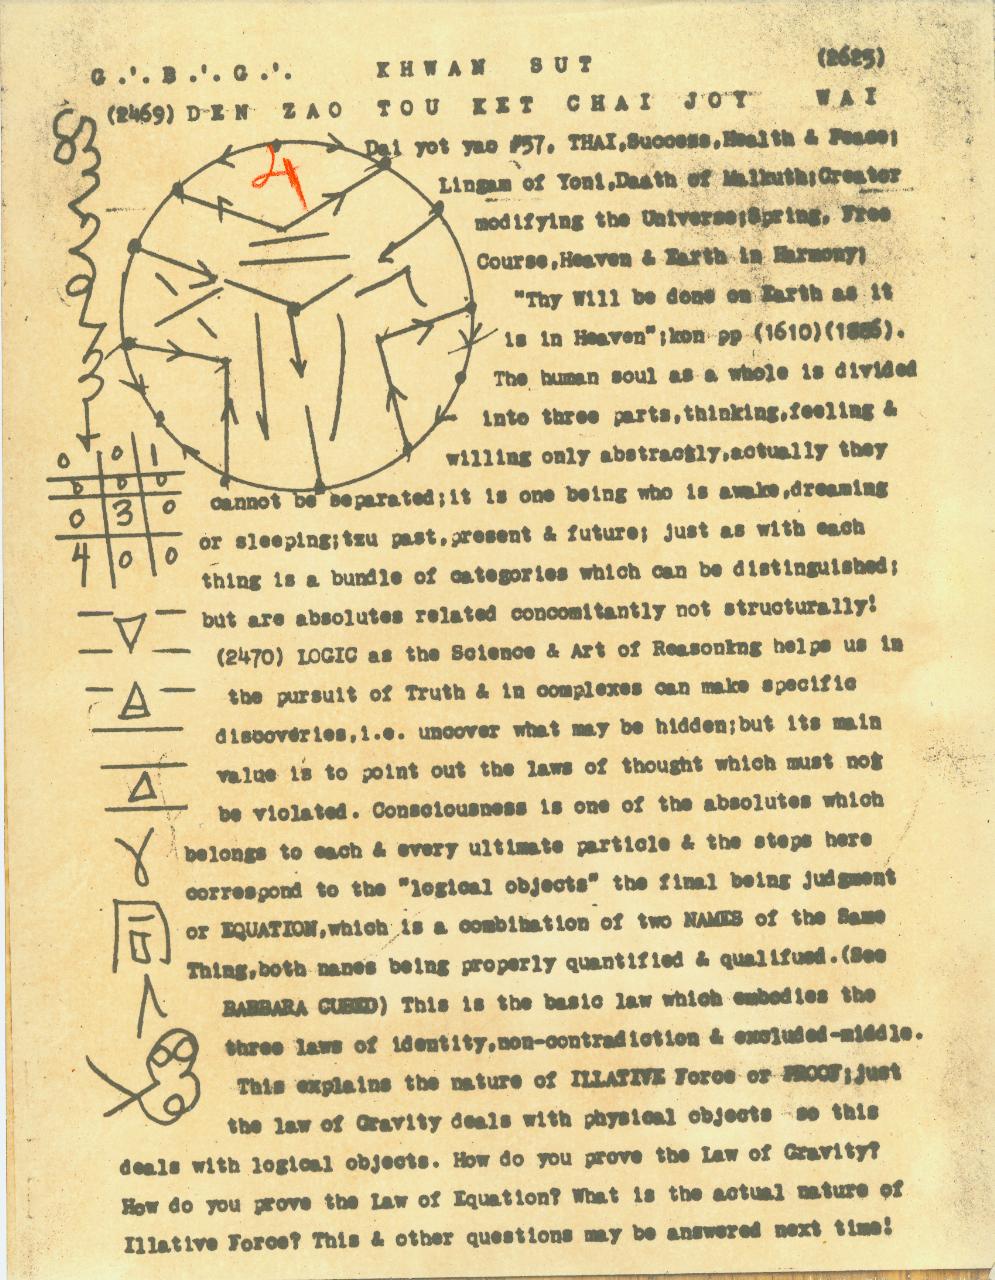 G.'. B.'. G.'. KHWAN SUT (2625)
(2469) DEN ZAO TOU KET CHAI JOY WAI
4
Dai yot yao #57. THAI,Success,Health & Peace;
Lingam of Yoni,Daath of Malkuth;Creator
modifying the Universe;Spring, Free
Course,Heaven & Earth in Harmony;
"Thy Will be done on Earth as it
is in Heaven";kon pp (1610)(1886).
The human soul as a whole is divided
into three parts,thinking,feeling &
willing only abstractly,actually they
cannot be separated;it is one being who is awake,dreaming
or sleeping;tzu past,present & future; just as with each
thing is a bundle of categories which can be distinguished;
but are absolutes related concomitantly not structurally!
(2470) LOGIC as the Science & Art of Reasonkng helps us in
the pursuit of Truth & in complexes can make specific
discoveries,i.e. uncover what may be hidden;but its main
value is to point out the laws of thought which must not
be violated. Consciousness is one of the absolutes which
belongs to each & every ultimate particle & the steps here
correspond to the "logical objects" the final being judgment
or EQUATION,which is a combihation of two NAMES of the Same
Thing,both nanes being properly quantified & qualifued.(See
BARBARA CUBED) This is the basic law which embodies the
three laws of identity,non-contradiction & excluded-middle.
This explains the nature of ILLATIVE Force or PROOF;just
the law of Gravity deals with physical objects so this
deals with logical objects. How do you prove the Law of Gravity?
How do you prove the Law of Equation? What is the actual nature of
Illative Force? This & other questions may be answered next time!
0 0 1
0 0 0
0 3 0
4 0 0